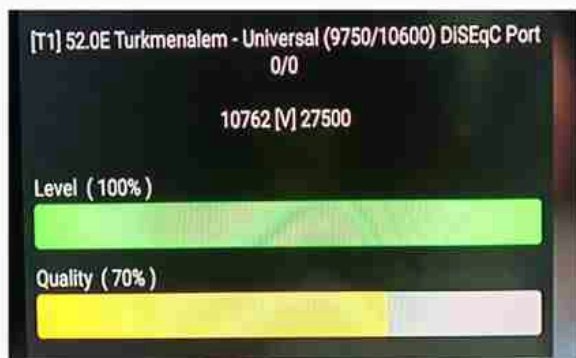 [T1] 52.0E Turkmenalem - Universal (9750/10600) DiSEqC Port
0/0
10762 [V] 27500
Level ( 100% )
Quality ( 70% )